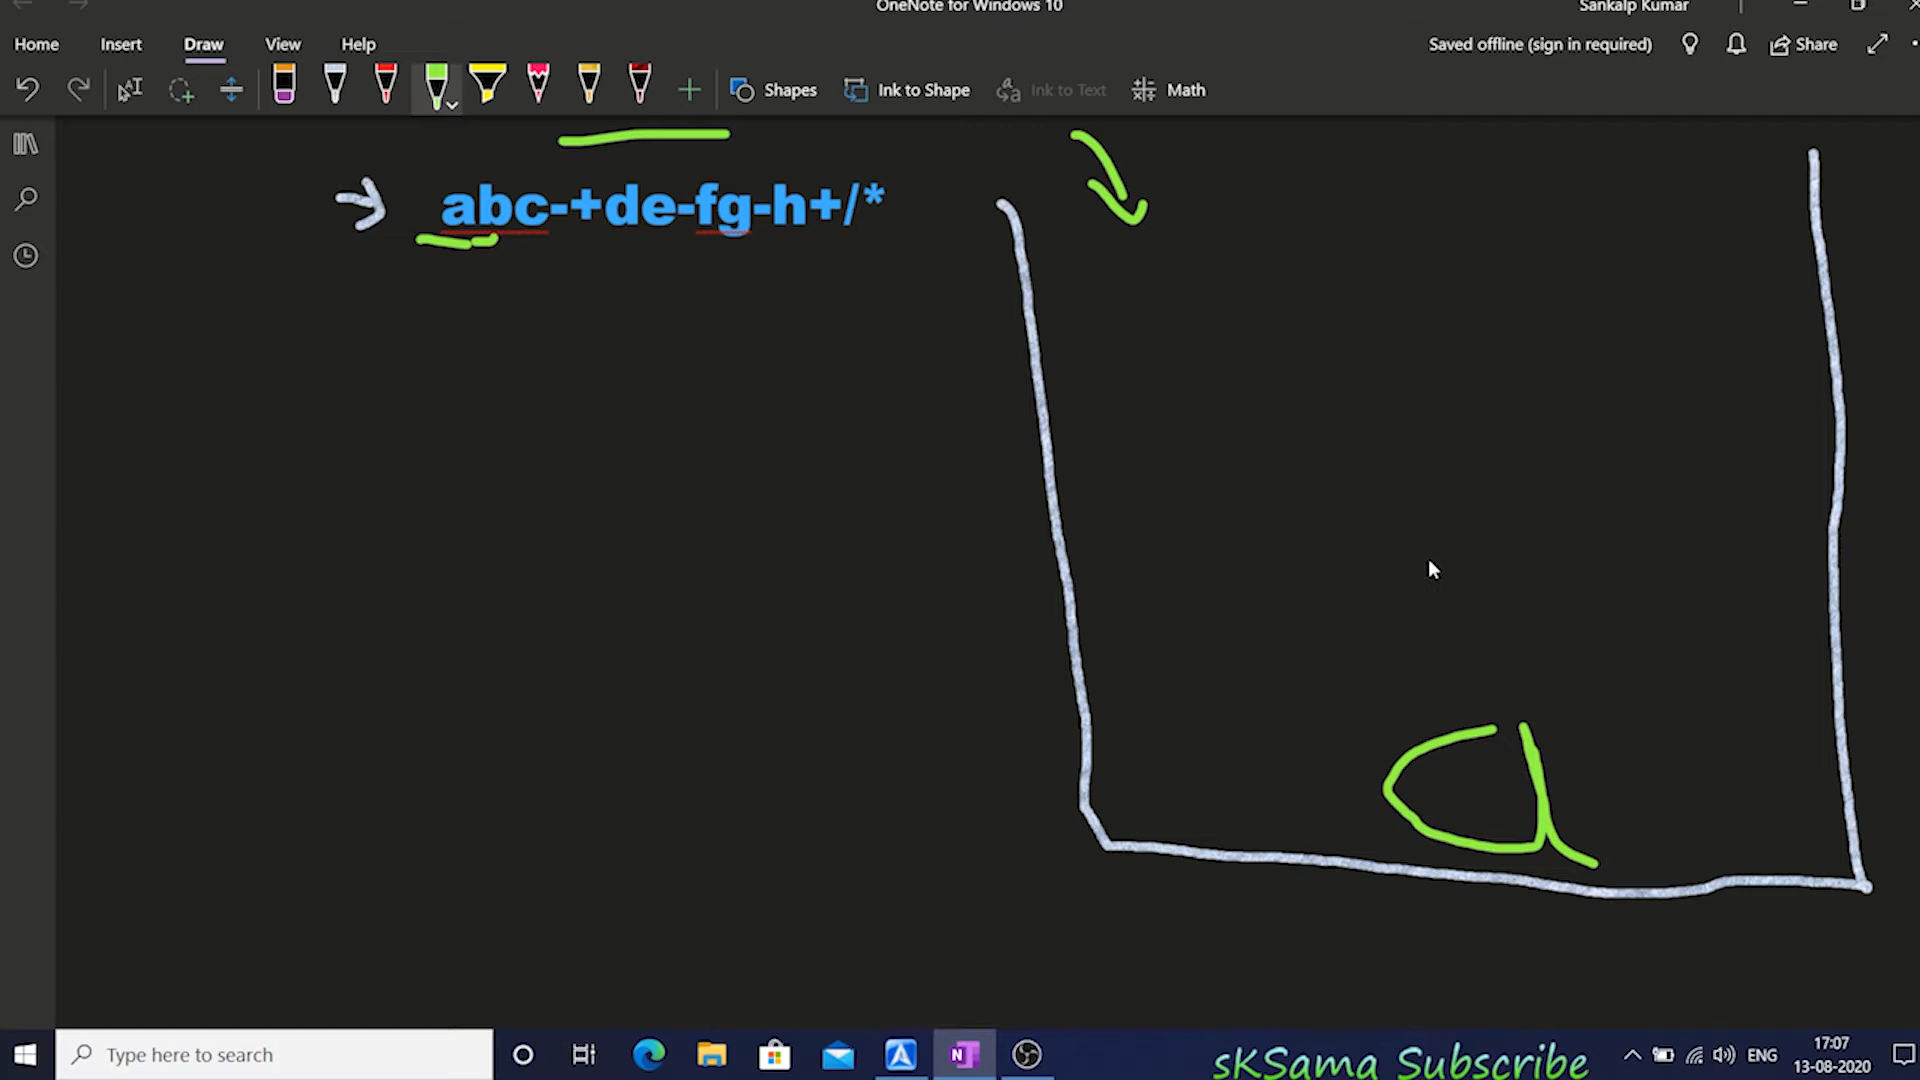 OneNote for Windows 10
Sankalp Kumar
Home Insert Draw View Help
Saved offline (sign in required)
Share
Shapes
Ink to Shape
Ink to Text
Math
abc-+de-fg-h+/*
a
Type here to search
sKSama Subscribe
ENG
17:07
13-08-2020